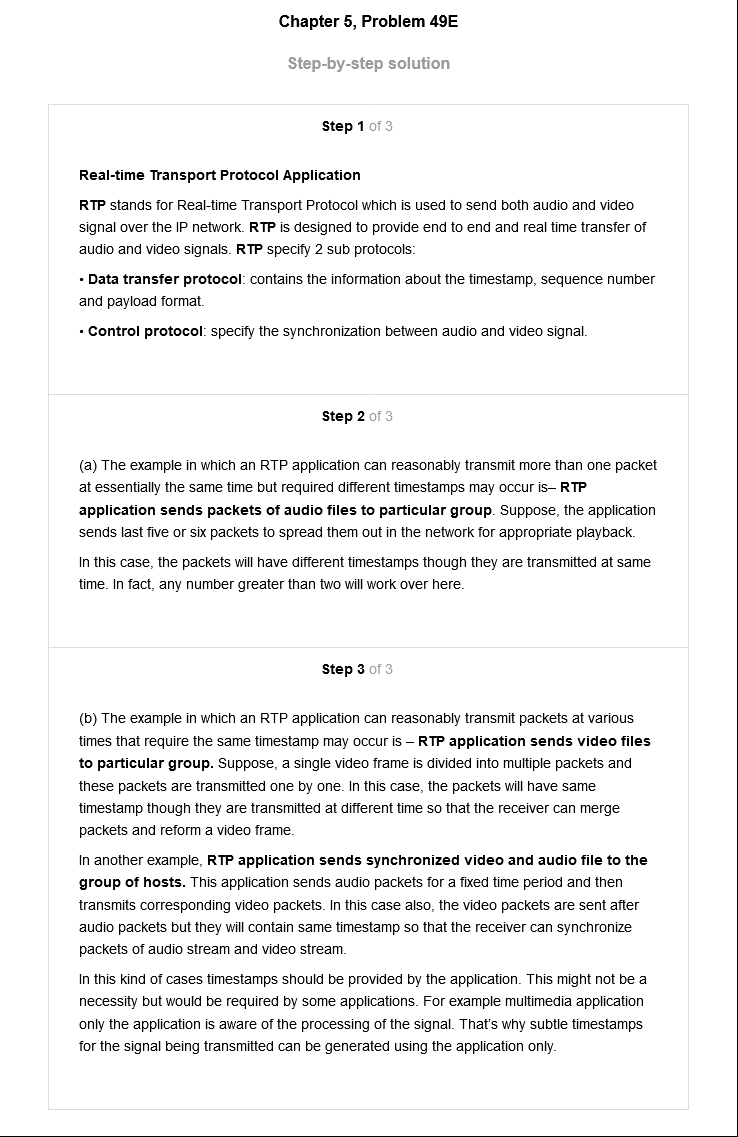 Chapter 5, Problem 49E
Step-by-step solution
Step 1 of 3
Real-time Transport Protocol Application
RTP stands for Real-time Transport Protocol which is used to send both audio and video
signal over the IP network. RTP is designed to provide end to end and real time transfer of
audio and video signals. RTP specify 2 sub protocols:
• Data transfer protocol: contains the information about the timestamp, sequence number
and payload format.
• Control protocol: specify the synchronization between audio and video signal.
Step 2 of 3
(a) The example in which an RTP application can reasonably transmit more than one packet
at essentially the same time but required different timestamps may occur is– RTP
application sends packets of audio files to particular group. Suppose, the application
sends last five or six packets to spread them out in the network for appropriate playback.
In this case, the packets will have different timestamps though they are transmitted at same
time. In fact, any number greater than two will work over here.
Step 3 of 3
(b) The example in which an RTP application can reasonably transmit packets at various
times that require the same timestamp may occur is – RTP application sends video files
to particular group. Suppose, a single video frame is divided into multiple packets and
these packets are transmitted one by one. In this case, the packets will have same
timestamp though they are transmitted at different time so that the receiver can merge
packets and reform a video frame.
In another example, RTP application sends synchronized video and audio file to the
group of hosts. This application sends audio packets for a fixed time period and then
transmits corresponding video packets. In this case also, the video packets are sent after
audio packets but they will contain same timestamp so that the receiver can synchronize
packets of audio stream and video stream.
In this kind of cases timestamps should be provided by the application. This might not be a
necessity but would be required by some applications. For example multimedia application
only the application is aware of the processing of the signal. That’s why subtle timestamps
for the signal being transmitted can be generated using the application only.